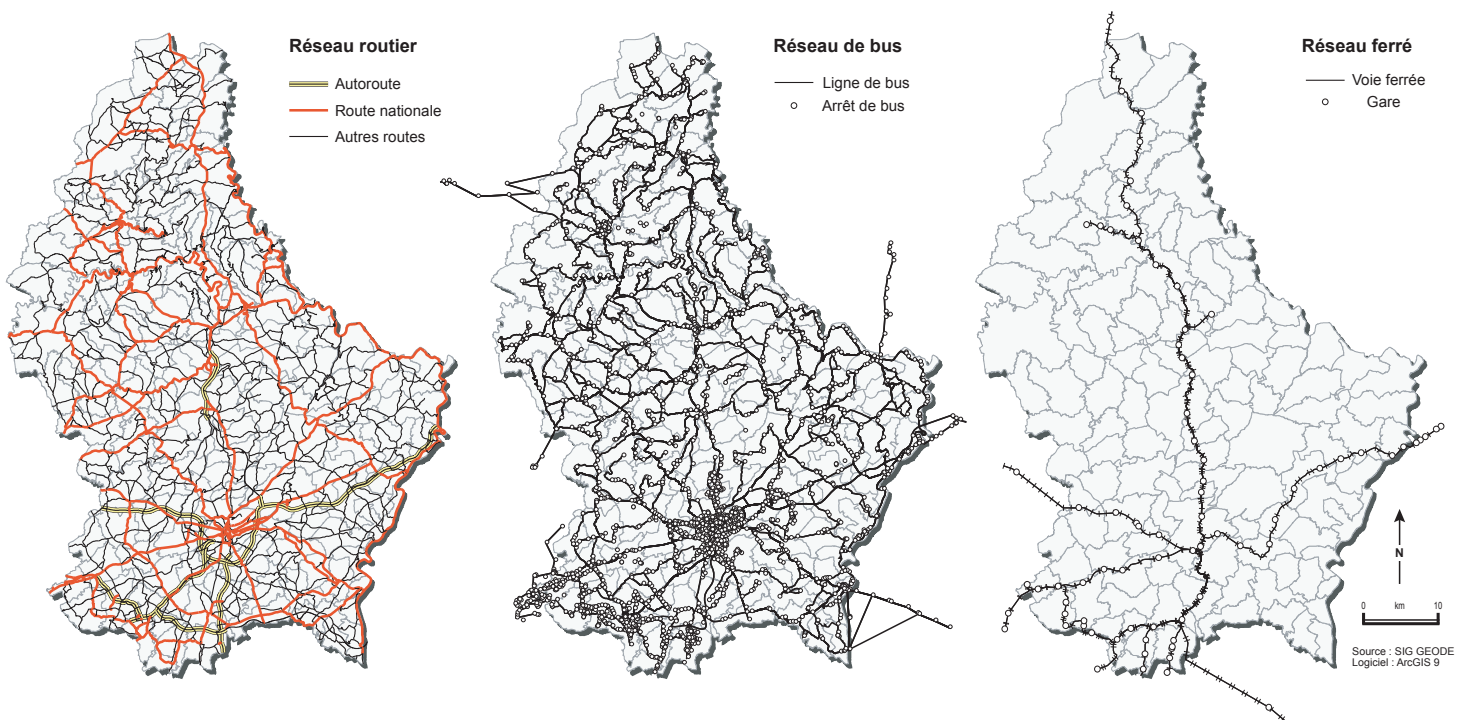 Réseau routier
Autoroute
Route nationale
Autres routes
Réseau de bus
Ligne de bus
Arrêt de bus
Réseau ferré
Voie ferrée
Gare
N
0 km 10
Source : SIG GEODE
Logiciel : ArcGIS 9